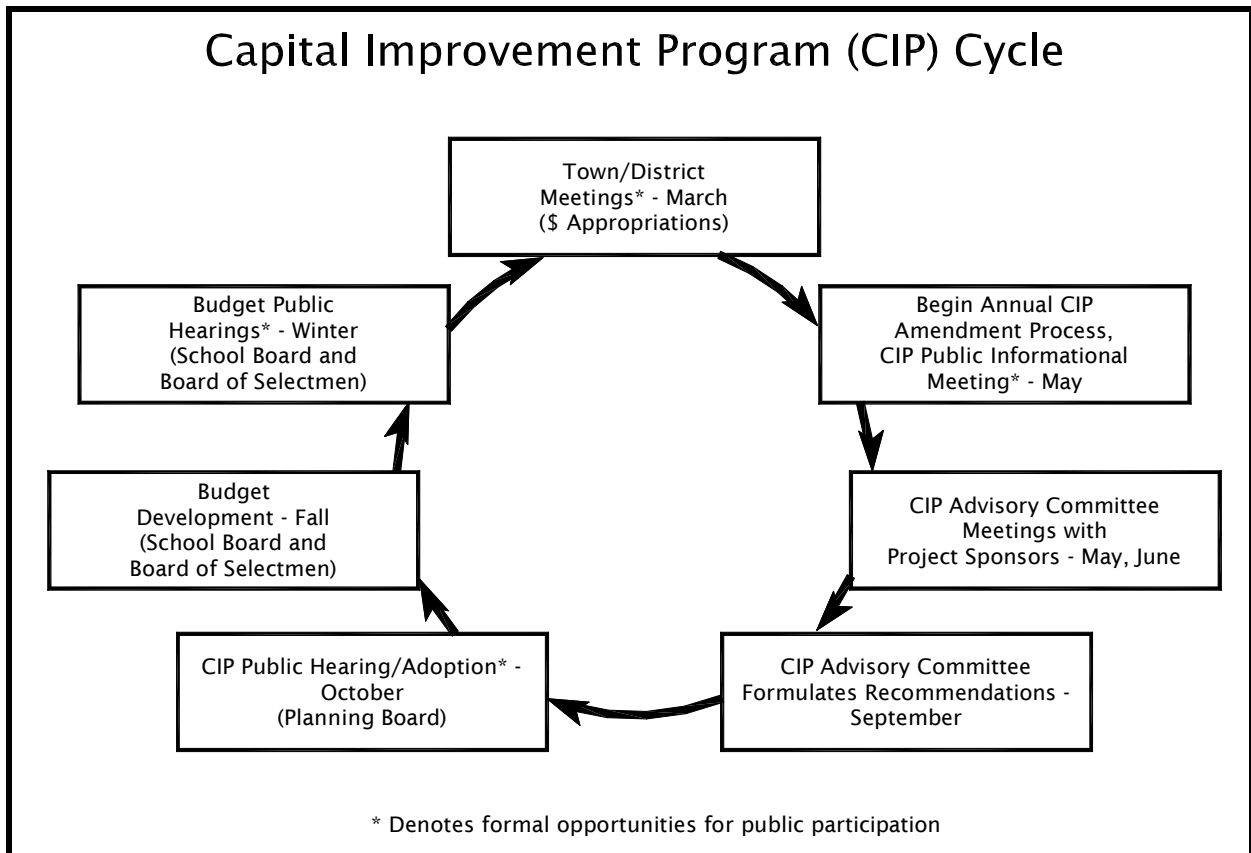 Capital Improvement Program (CIP) Cycle
Town/District
Meetings* - March
($ Appropriations)
Begin Annual CIP
Amendment Process,
CIP Public Informational
Meeting* - May
CIP Advisory Committee
Meetings with
Project Sponsors - May, June
CIP Advisory Committee
Formulates Recommendations -
September
CIP Public Hearing/Adoption* -
October
(Planning Board)
Budget
Development - Fall
(School Board and
Board of Selectmen)
Budget Public
Hearings* - Winter
(School Board and
Board of Selectmen)
* Denotes formal opportunities for public participation